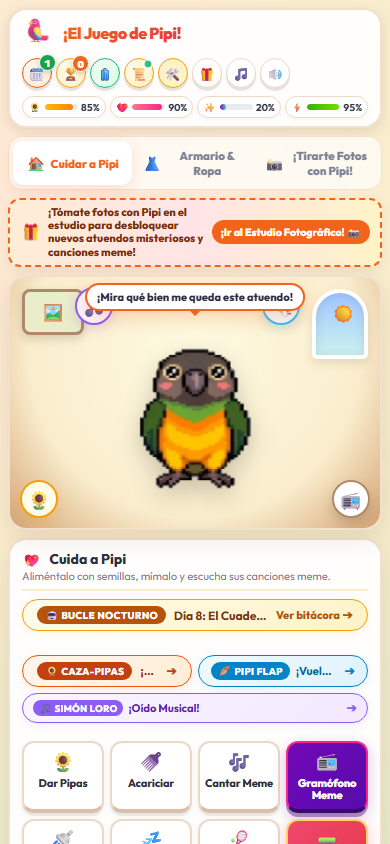 ¡El Juego de Pipi!
1
0
85%
90%
20%
95%
Cuidar a Pipi
Armario &
Ropa
¡Tirarte Fotos
con Pipi!
¡Tómate fotos con Pipi en el
estudio para desbloquear
nuevos atuendos misteriosos y
canciones meme!
¡Ir al Estudio Fotográfico!
¡Mira qué bien me queda este atuendo!
Cuida a Pipi
Aliméntalo con semillas, mímalo y escucha sus canciones meme.
BUCLE NOCTURNO
Día 8: El Cuade...
Ver bitácora →
CAZA-PIPAS
¡...
→
PIPI FLAP
¡Vuel...
→
SIMÓN LORO
¡Oído Musical!
→
Dar Pipas
Acariciar
Cantar Meme
Gramófono
Meme